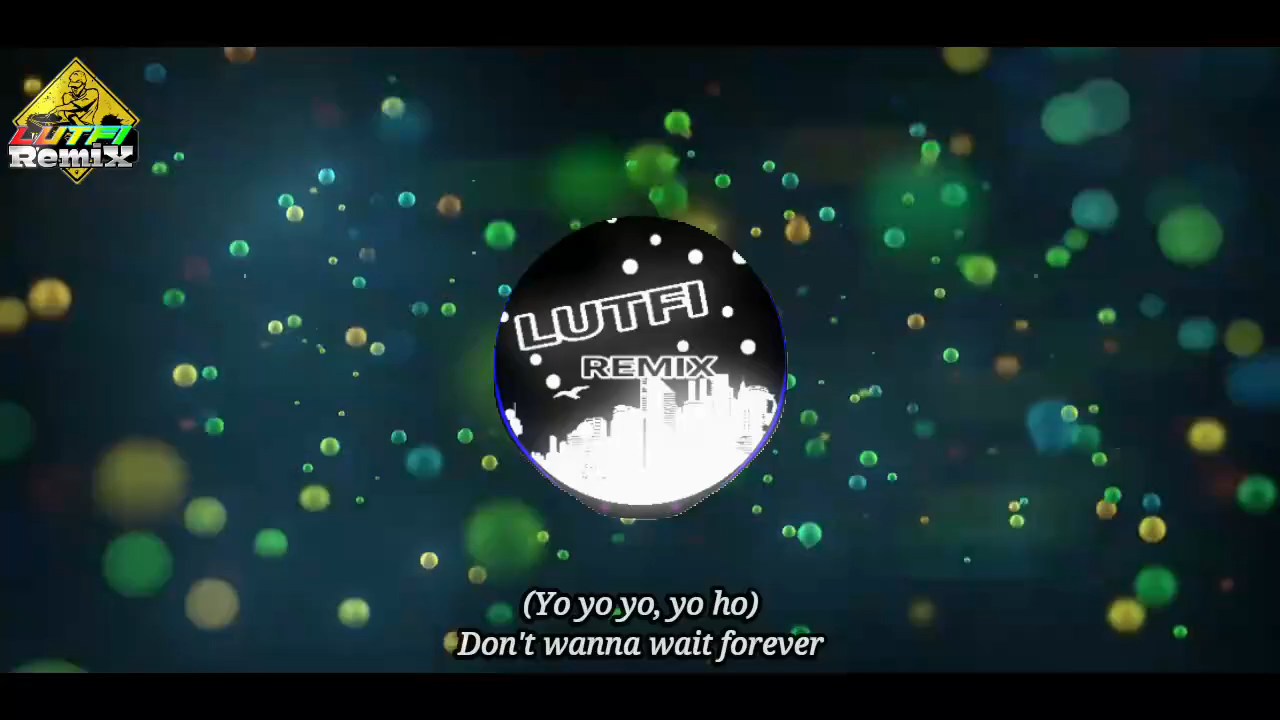 LUTFI
RemiX
LUTFI
REMIX
(Yo yo yo, yo ho)
Don't wanna wait forever